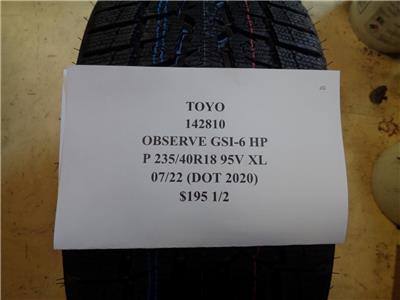 TOYO
142810
OBSERVE GSI-6 HP
P 235/40R18 95V XL
07/22 (DOT 2020)
$195 1/2